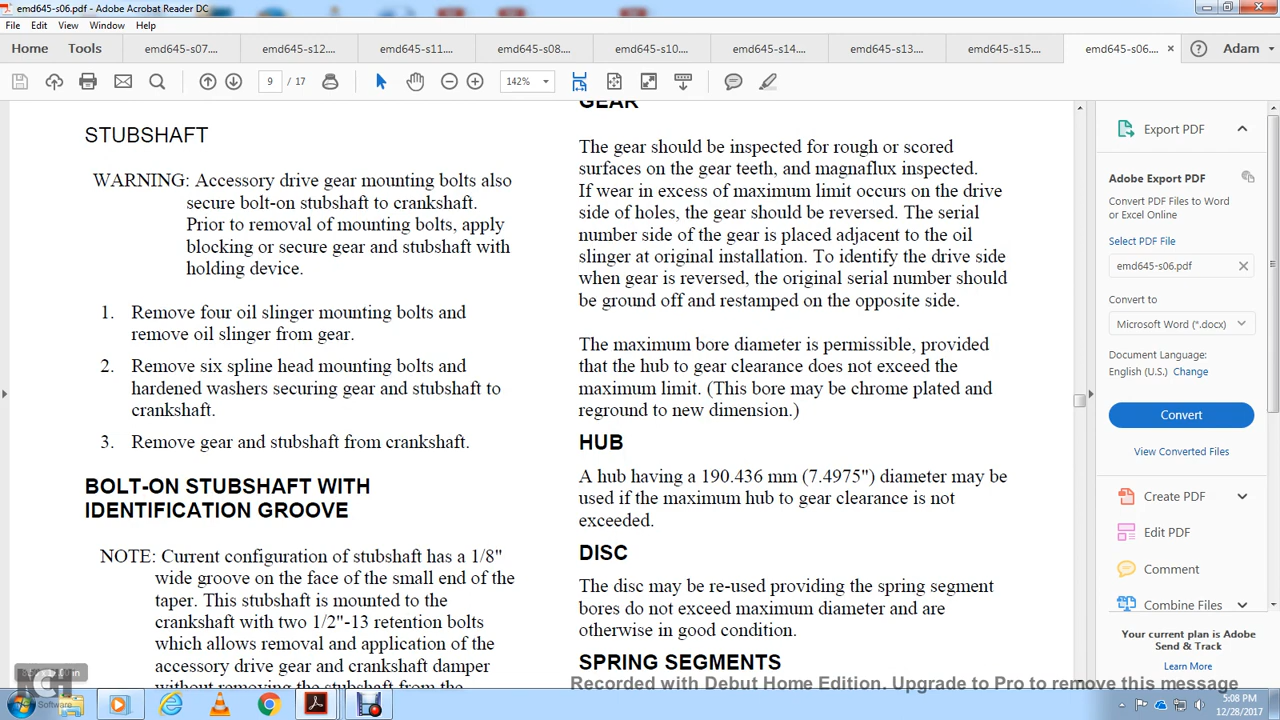 emd645-s06.pdf - Adobe Acrobat Reader DC
File Edit View Window Help
Home Tools emd645-s07.... emd645-s12.... emd645-s11.... emd645-s08.... emd645-s10.... emd645-s14.... emd645-s13.... emd645-s15.... emd645-s06.... × ? Adam
9 / 17 142%
STUBSHAFT
WARNING: Accessory drive gear mounting bolts also
secure bolt-on stubshaft to crankshaft.
Prior to removal of mounting bolts, apply
blocking or secure gear and stubshaft with
holding device.
1. Remove four oil slinger mounting bolts and
remove oil slinger from gear.
2. Remove six spline head mounting bolts and
hardened washers securing gear and stubshaft to
crankshaft.
3. Remove gear and stubshaft from crankshaft.
BOLT-ON STUBSHAFT WITH
IDENTIFICATION GROOVE
NOTE: Current configuration of stubshaft has a 1/8"
wide groove on the face of the small end of the
taper. This stubshaft is mounted to the
crankshaft with two 1/2"-13 retention bolts
which allows removal and application of the
accessory drive gear and crankshaft damper
without removing the stubshaft from the
GEAR
The gear should be inspected for rough or scored
surfaces on the gear teeth, and magnaflux inspected.
If wear in excess of maximum limit occurs on the drive
side of holes, the gear should be reversed. The serial
number side of the gear is placed adjacent to the oil
slinger at original installation. To identify the drive side
when gear is reversed, the original serial number should
be ground off and restamped on the opposite side.
The maximum bore diameter is permissible, provided
that the hub to gear clearance does not exceed the
maximum limit. (This bore may be chrome plated and
reground to new dimension.)
HUB
A hub having a 190.436 mm (7.4975") diameter may be
used if the maximum hub to gear clearance is not
exceeded.
DISC
The disc may be re-used providing the spring segment
bores do not exceed maximum diameter and are
otherwise in good condition.
SPRING SEGMENTS
Export PDF
Adobe Export PDF
Convert PDF Files to Word
or Excel Online
Select PDF File
emd645-s06.pdf ×
Convert to
Microsoft Word (*.docx)
Document Language:
English (U.S.) Change
Convert
View Converted Files
Create PDF
Edit PDF
Comment
Combine Files
Your current plan is Adobe
Send & Track
Learn More
Recorded with Debut Home Edition. Upgrade to Pro to remove this message
Software
5:08 PM
12/28/2017